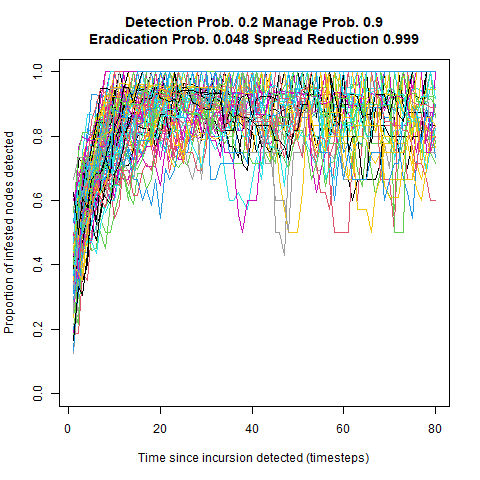 Detection Prob. 0.2 Manage Prob. 0.9
Eradication Prob. 0.048 Spread Reduction 0.999
Proportion of infested nodes detected
1.0
0.8
0.6
0.4
0.2
0.0
0
20
40
60
80
Time since incursion detected (timesteps)